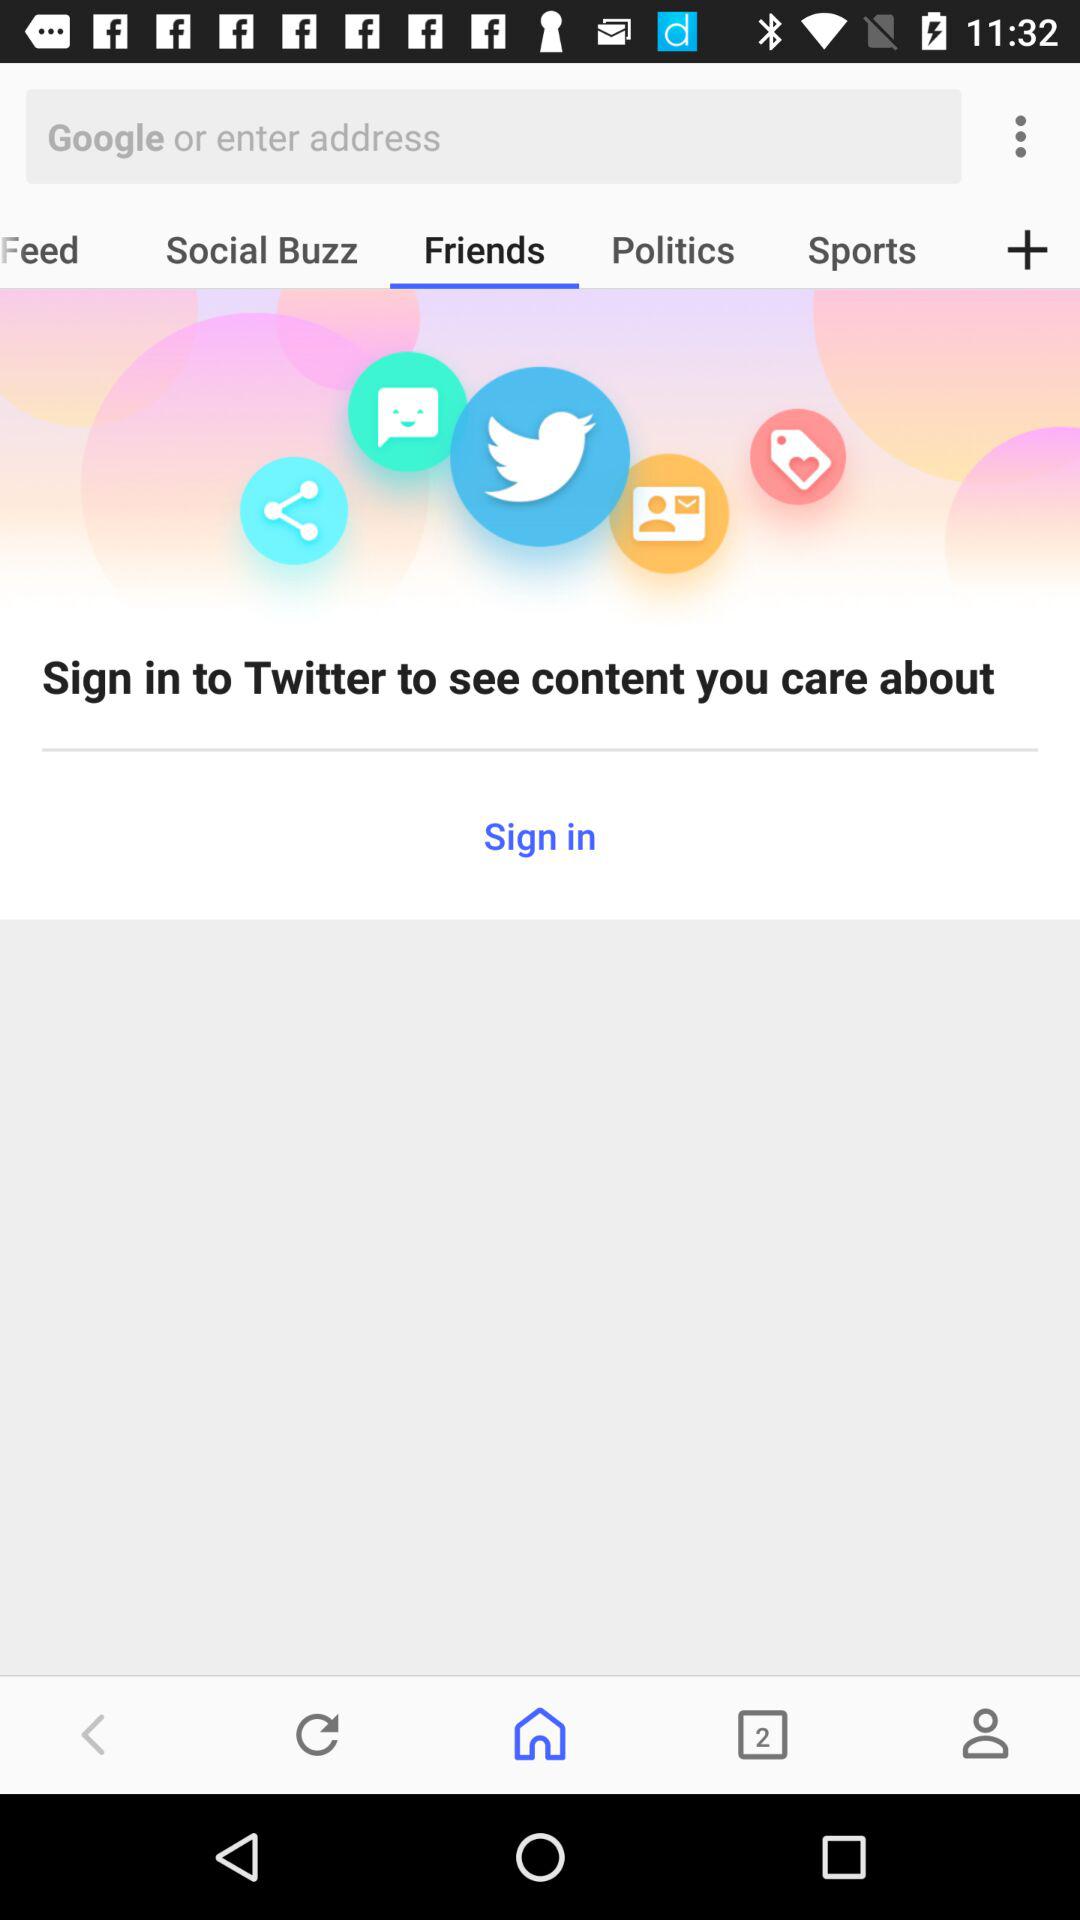 11:32
Google or enter address
Feed Social Buzz Friends Politics Sports
Sign in to Twitter to see content you care about
Sign in
2